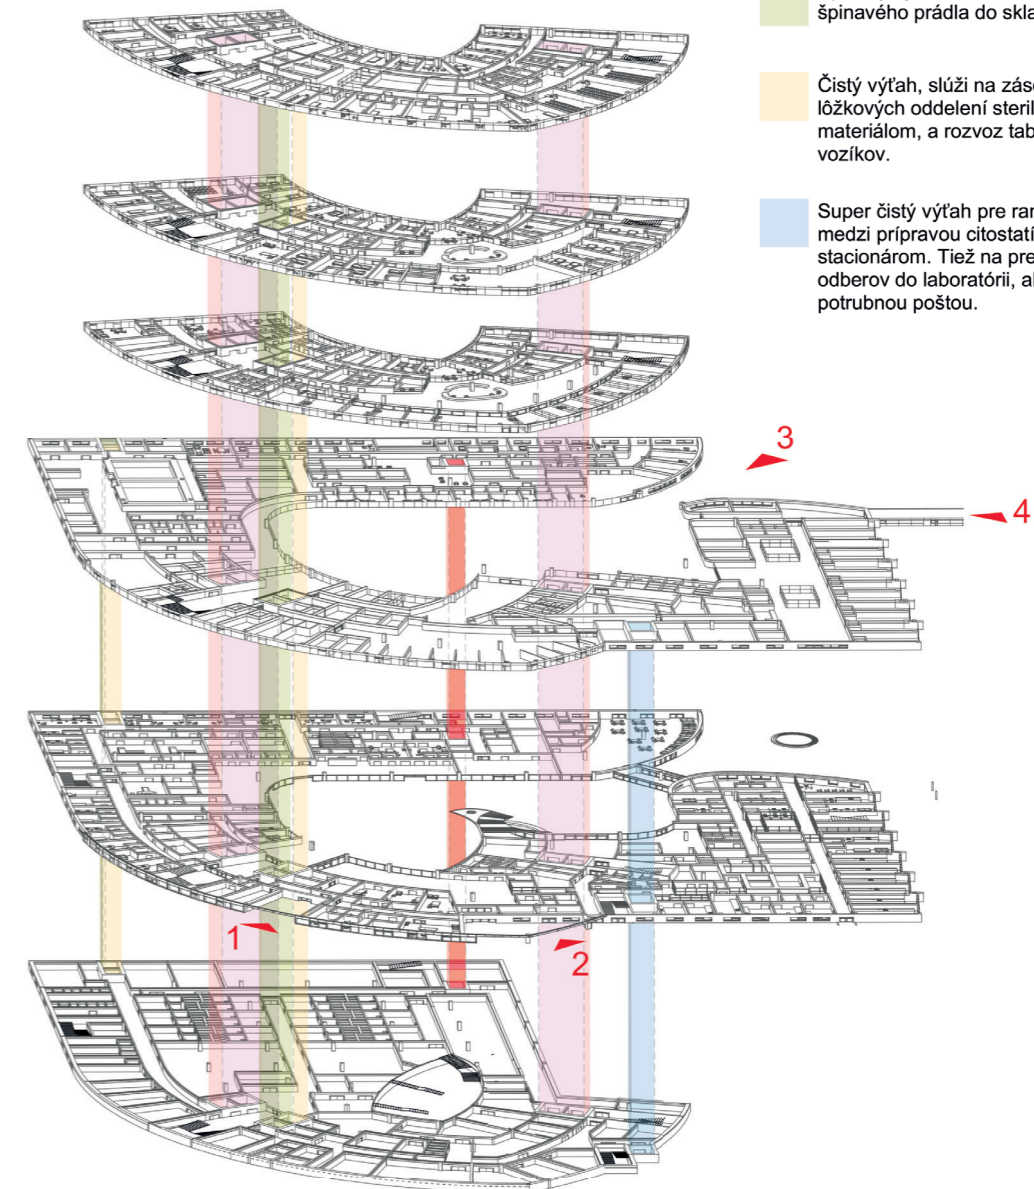 špinavého prádla do skla
Čistý výťah, slúži na záso
lôžkových oddelení steril
materiálom, a rozvoz tab
vozíkov.
Super čistý výťah pre ran
medzi prípravou citostatí
stacionárom. Tiež na pre
odberov do laboratórii, al
potrubnou poštou.
3
4
1
2